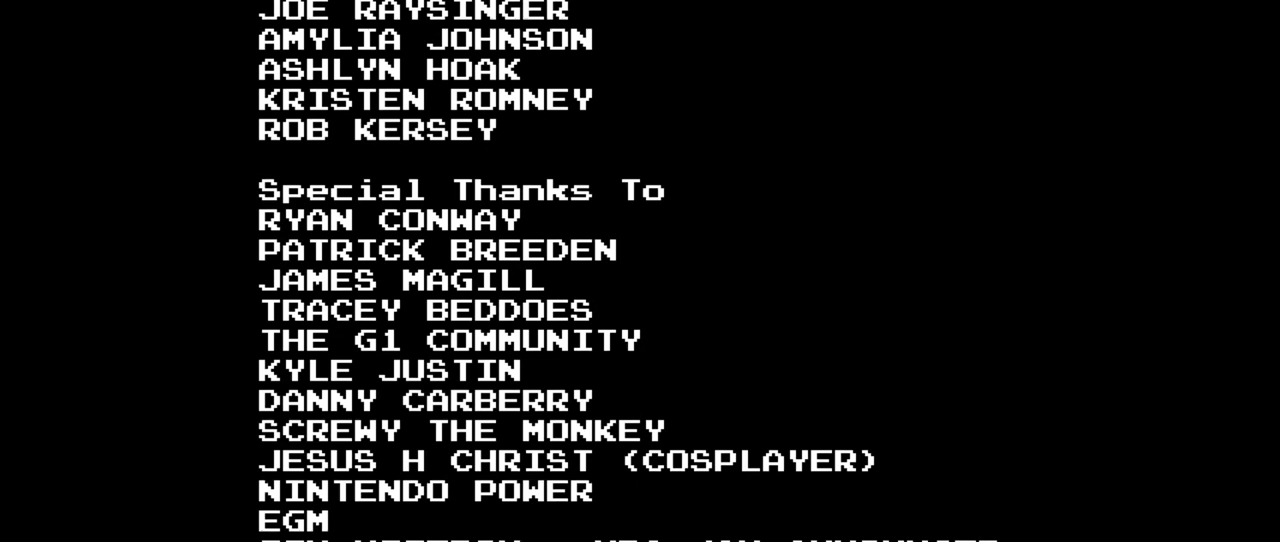 JOE RAYSINGER
AMYLIA JOHNSON
ASHLYN HOAK
KRISTEN ROMNEY
ROB KERSEY
Special Thanks To
RYAN CONWAY
PATRICK BREEDEN
JAMES MAGILL
TRACEY BEDDOES
THE G1 COMMUNITY
KYLE JUSTIN
DANNY CARBERRY
SCREWY THE MONKEY
JESUS H CHRIST (COSPLAYER)
NINTENDO POWER
EGM